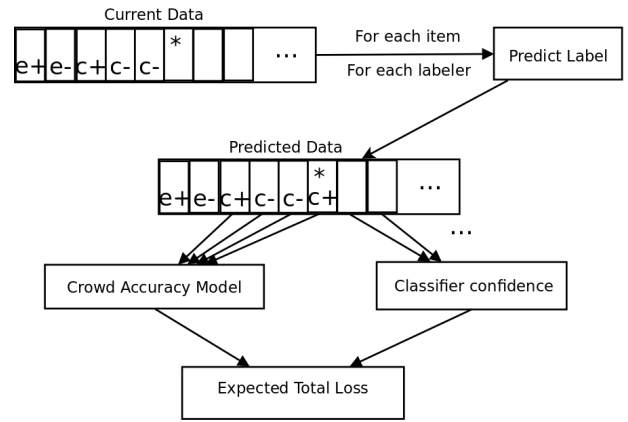 Current Data
For each item
*
...
Predict Label
e+ e- c+ c- c-
For each labeler
Predicted Data
*
...
e+ e- c+ c- c- c+
...
Crowd Accuracy Model
Classifier confidence
Expected Total Loss